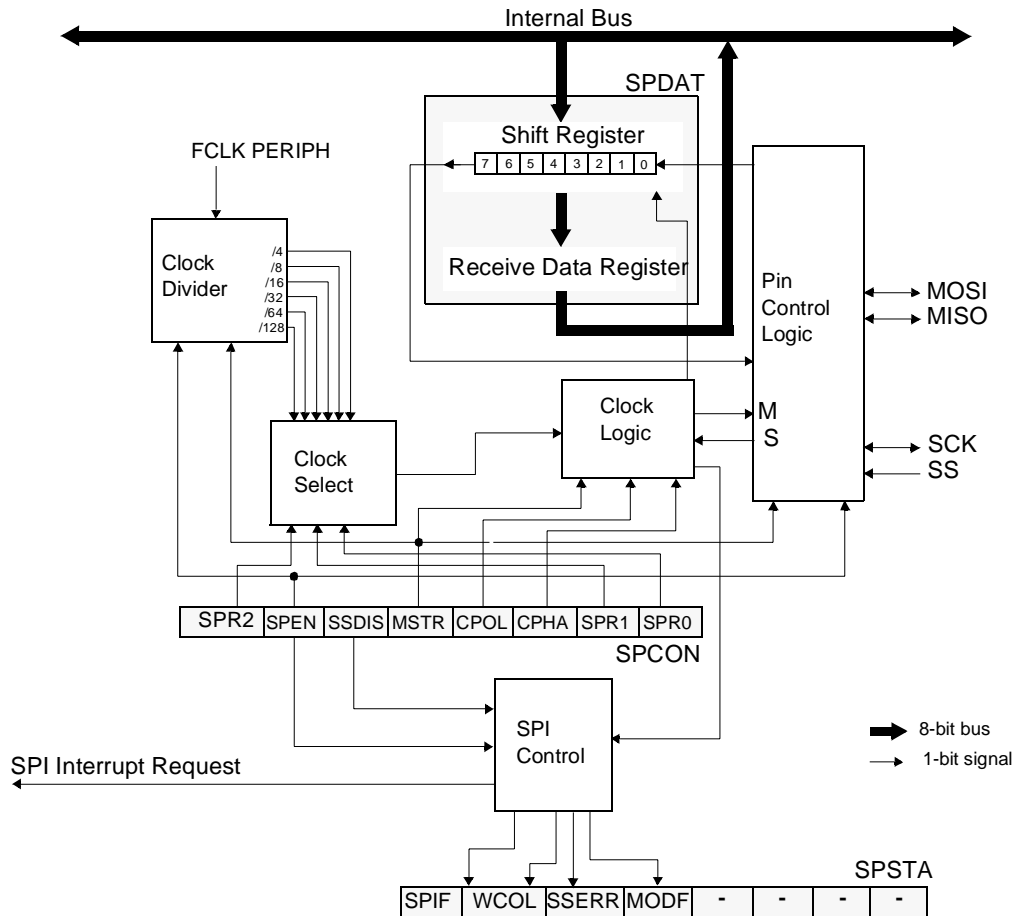 Internal Bus
SPDAT
Shift Register
7 6 5 4 3 2 1 0
FCLK PERIPH
Clock
Divider
/4
/8
/16
/32
/64
/128
Receive Data Register
Pin
Control
Logic
MOSI
MISO
Clock
Logic
M
S
SCK
SS
Clock
Select
SPR2 SPEN SSDIS MSTR CPOL CPHA SPR1 SPR0
SPCON
SPI
Control
8-bit bus
1-bit signal
SPI Interrupt Request
SPSTA
SPIF WCOL SSERR MODF - - - -